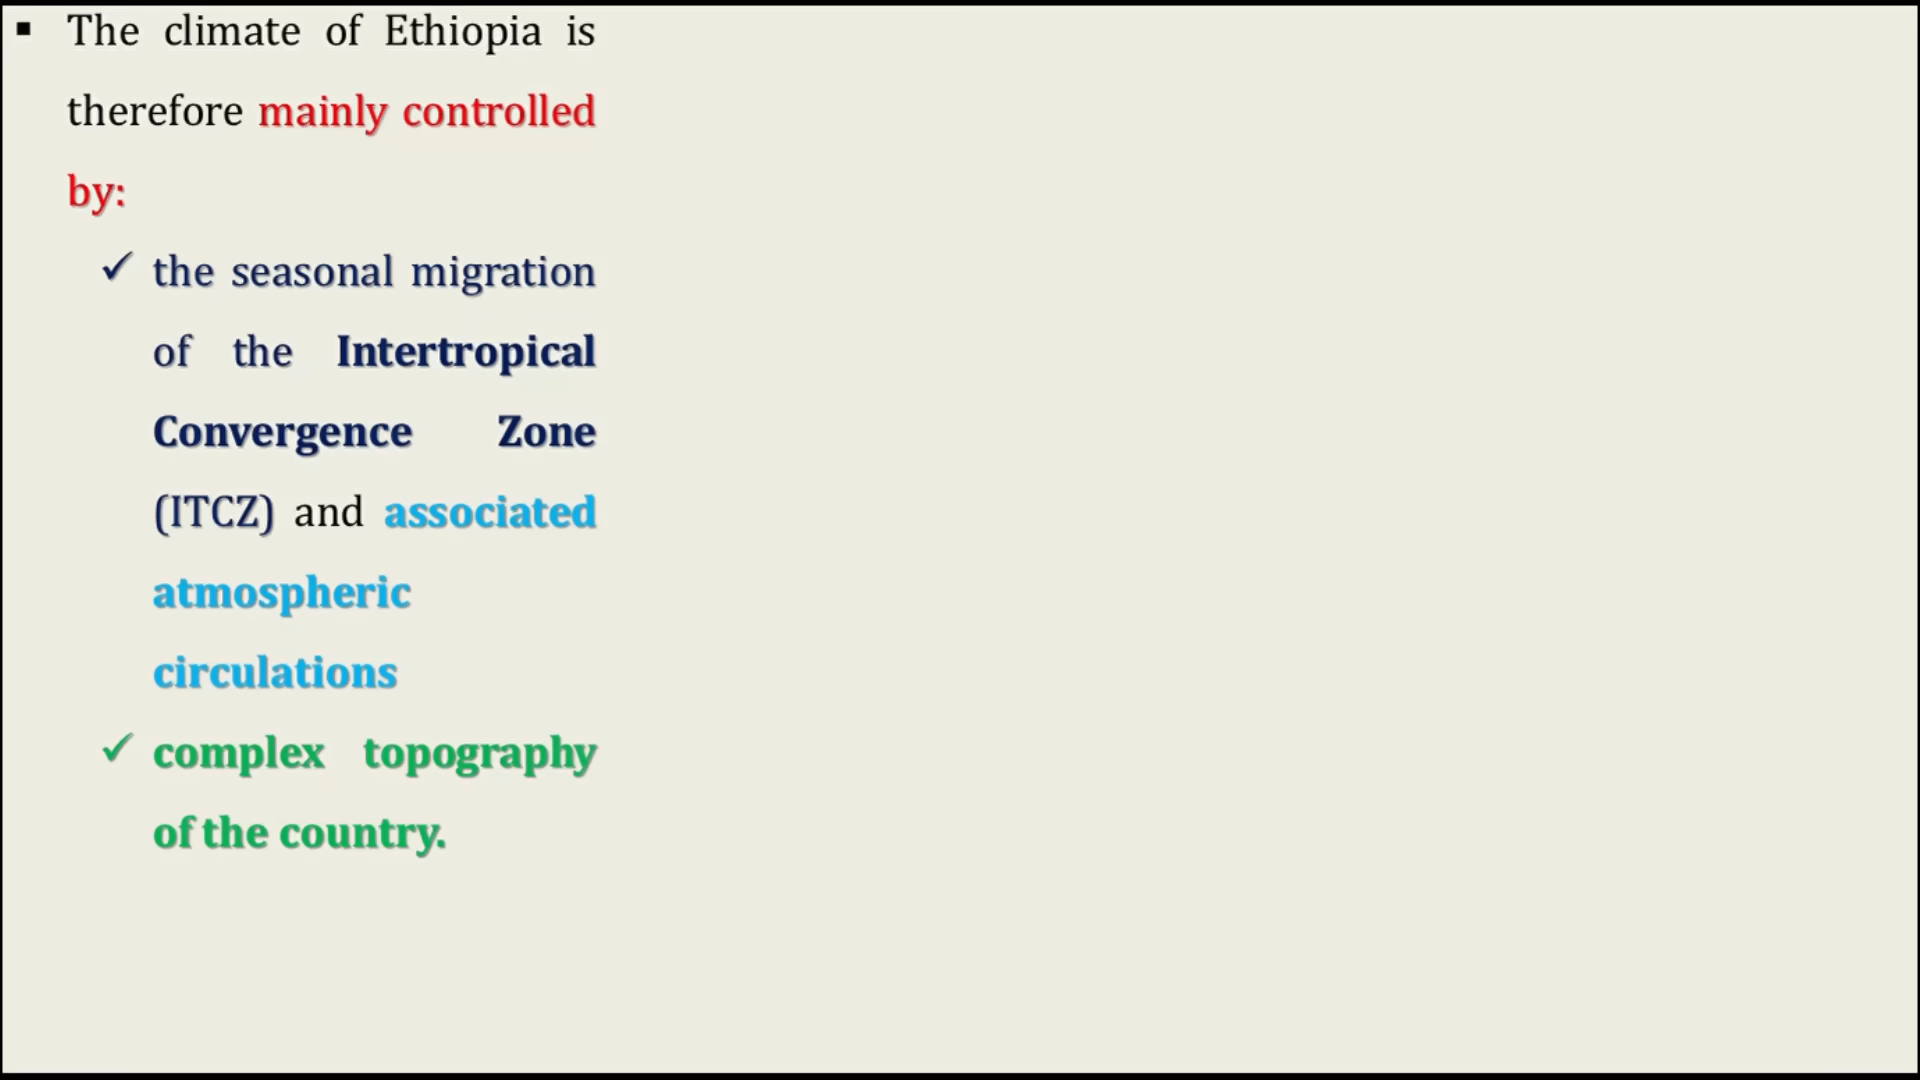 ▪ The climate of Ethiopia is
therefore mainly controlled
by:
✓ the seasonal migration
of the Intertropical
Convergence Zone
(ITCZ) and associated
atmospheric
circulations
✓ complex topography
of the country.